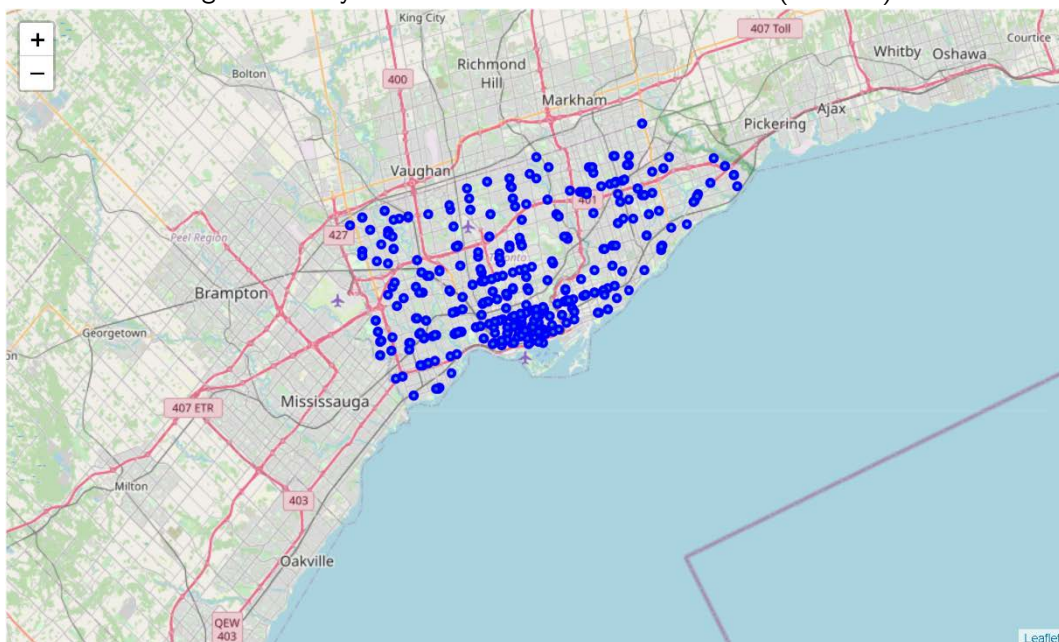 +
−
King City
407 Toll
Courtice
Whitby
Oshawa
Richmond
Hill
Bolton
400
Markham
Ajax
Pickering
Vaughan
401
427
Peel Region
Toronto
Brampton
Georgetown
Mississauga
407 ETR
Milton
403
Oakville
QEW
403
Leaflet